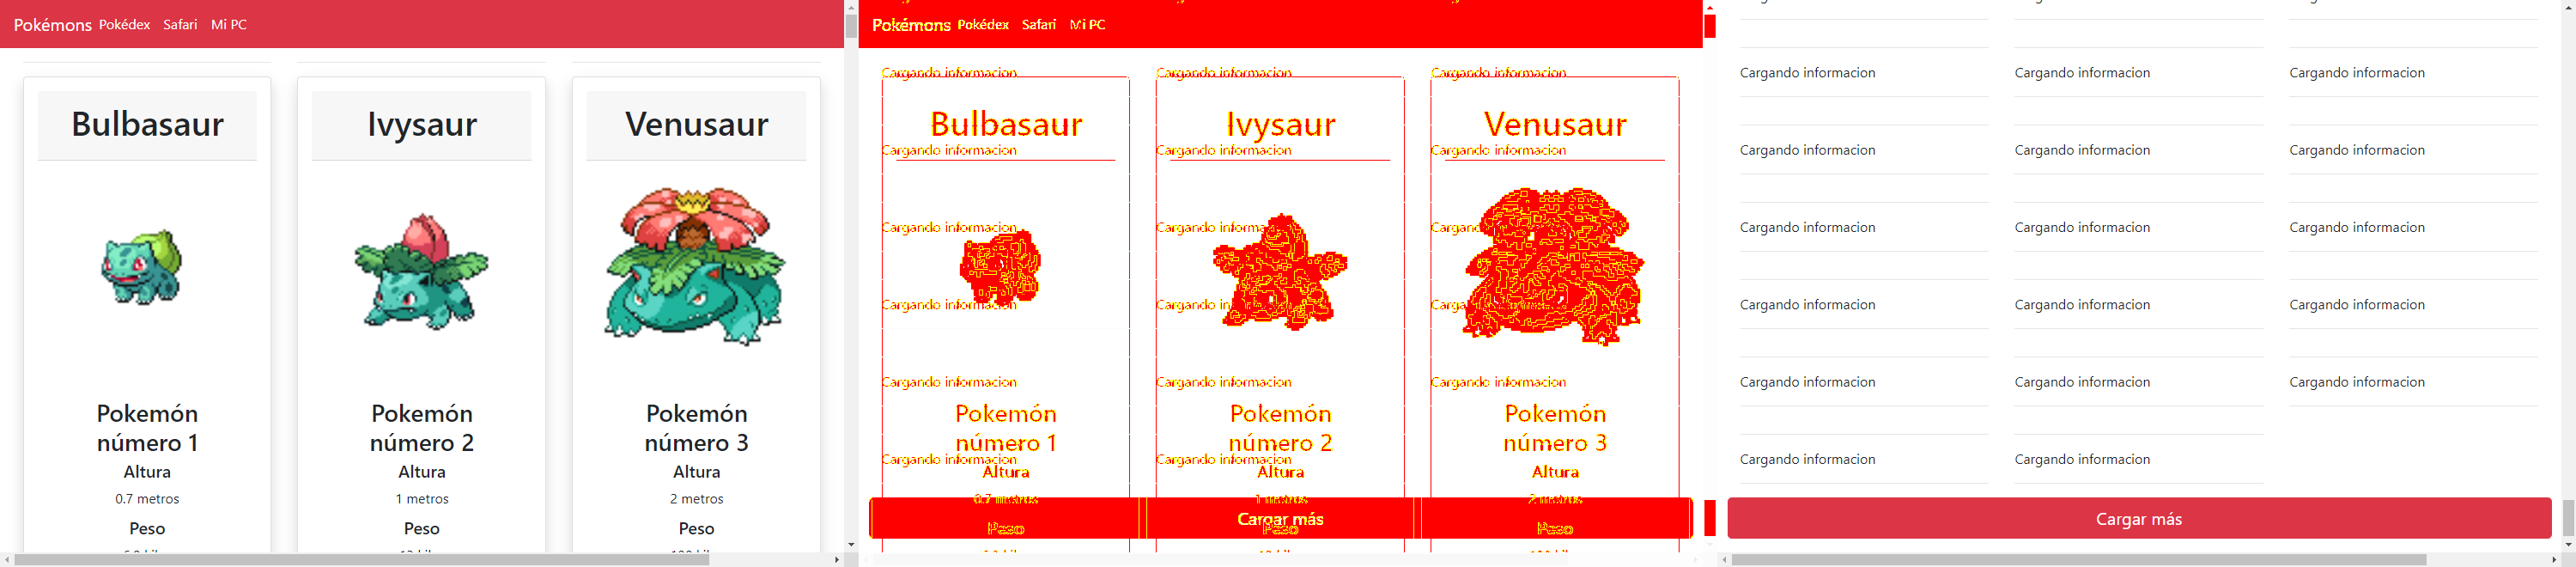 Pokémons Pokédex Safari Mi PC
Bulbasaur Ivysaur Venusaur
Pokemón Pokemón Pokemón
número 1 número 2 número 3
Altura Altura Altura
0.7 metros 1 metros 2 metros
Peso Peso Peso
Pokémons Pokédex Safari Mi PC
Cargando informacion Cargando informacion Cargando informacion
Bulbasaur Ivysaur Venusaur
Cargando informacion Cargando informacion Cargando informacion
Cargando informacion Cargando informacion Cargando informacion
Cargando informacion Cargando informacion Cargando informacion
Cargando informacion Cargando informacion Cargando informacion
Pokemón Pokemón Pokemón
número 1 número 2 número 3
Cargando informacion Cargando informacion
Altura Altura Altura
0.7 metros 1 metros 2 metros
Cargar más
Peso Peso Peso
Cargando informacion Cargando informacion Cargando informacion
Cargando informacion Cargando informacion Cargando informacion
Cargando informacion Cargando informacion Cargando informacion
Cargando informacion Cargando informacion Cargando informacion
Cargando informacion Cargando informacion Cargando informacion
Cargando informacion Cargando informacion
Cargar más